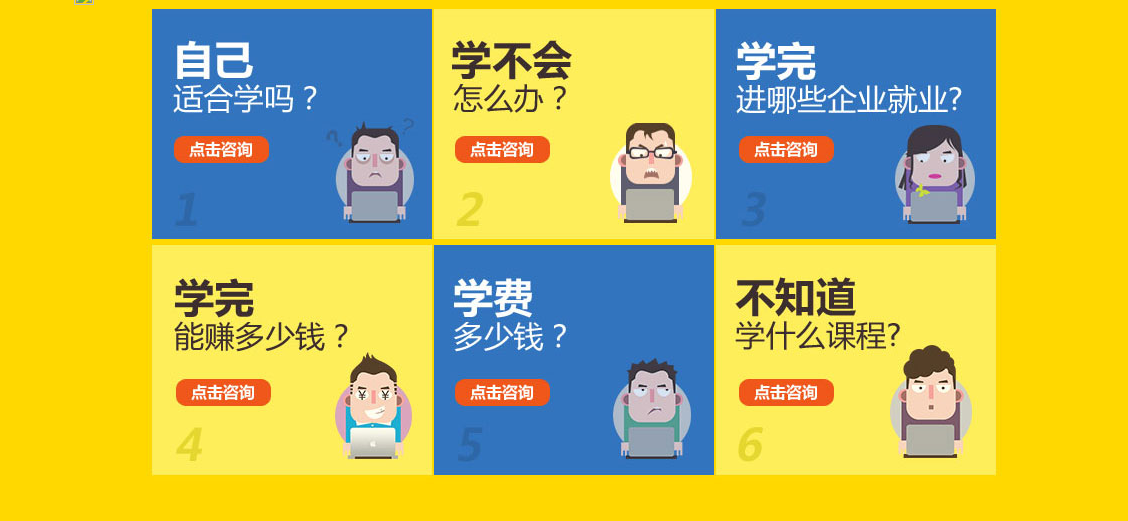 自己
适合学吗？
点击咨询
1
学不会
怎么办？
点击咨询
2
学完
进哪些企业就业?
点击咨询
3
学完
能赚多少钱？
点击咨询
¥ ¥
4
学费
多少钱？
点击咨询
5
不知道
学什么课程?
点击咨询
6